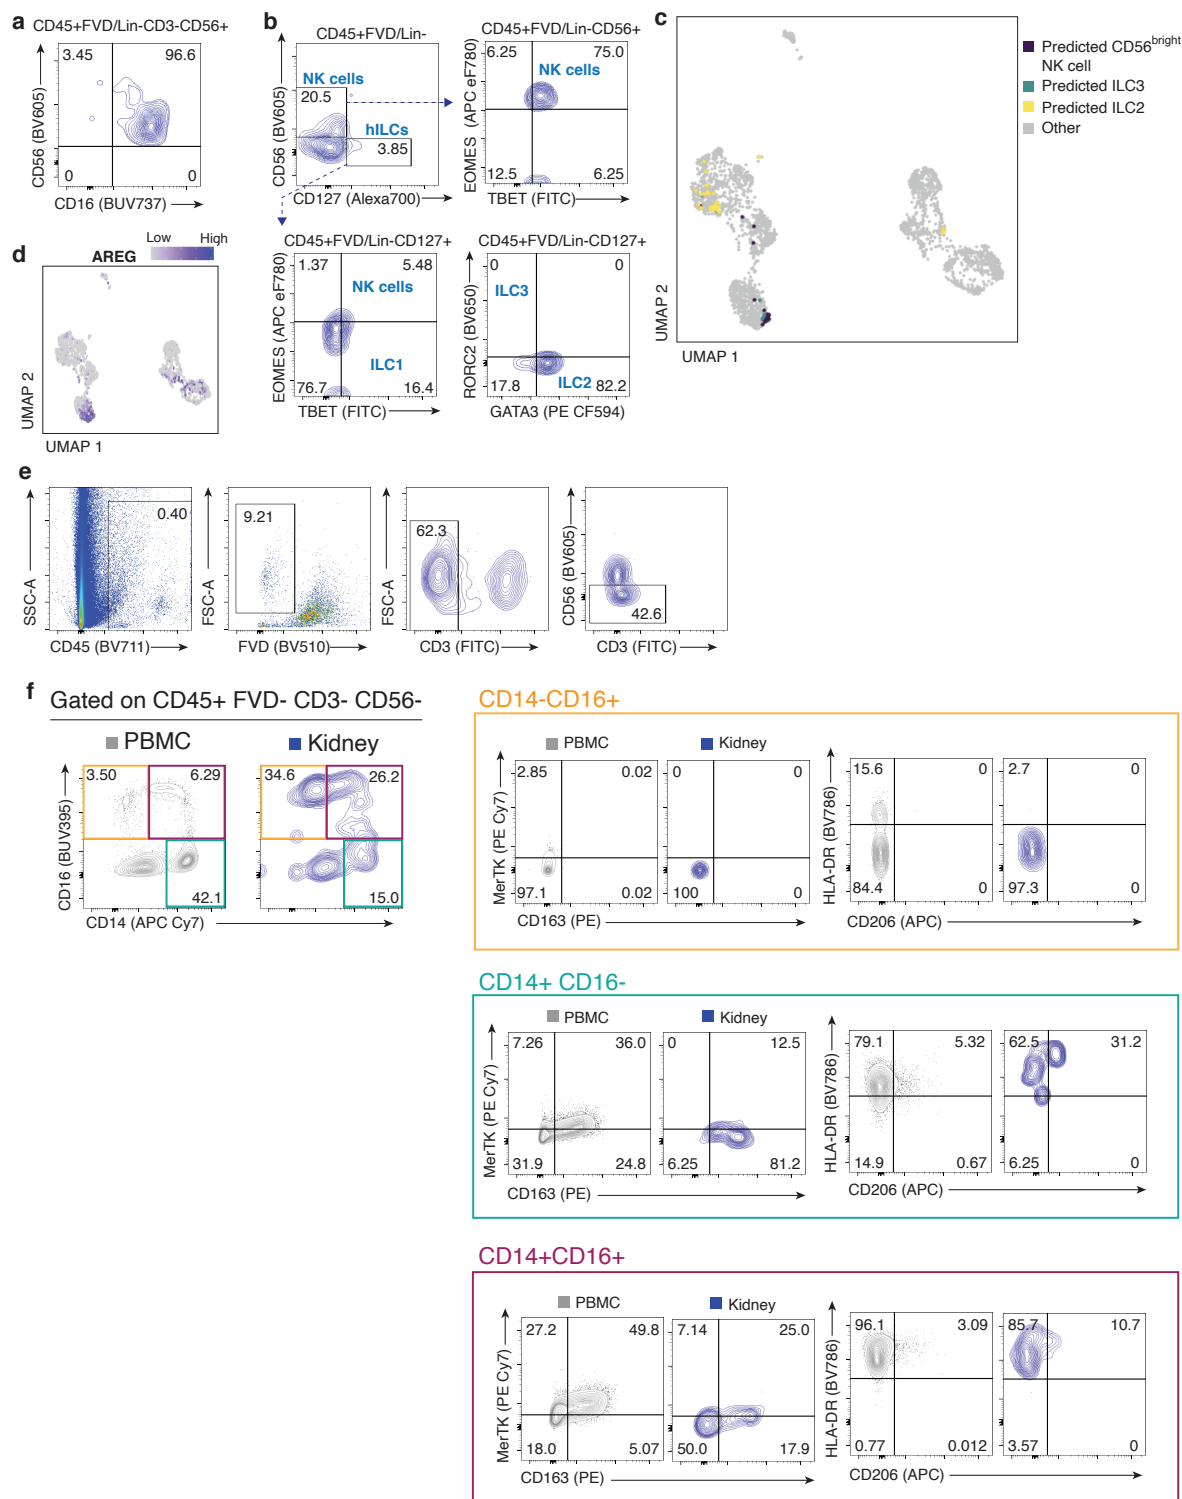 a
CD45+FVD/Lin-CD3-CD56+
3.45
96.6
0
0
CD56 (BV605)
CD16 (BUV737)
b
CD45+FVD/Lin-
NK cells
20.5
hILCs
3.85
CD56 (BV605)
CD127 (Alexa700)
CD45+FVD/Lin-CD56+
6.25
75.0
NK cells
12.5
6.25
EOMES (APC eF780)
TBET (FITC)
CD45+FVD/Lin-CD127+
1.37
5.48
NK cells
ILC1
76.7
16.4
EOMES (APC eF780)
TBET (FITC)
CD45+FVD/Lin-CD127+
0
0
ILC3
17.8
ILC2
82.2
RORC2 (BV650)
GATA3 (PE CF594)
c
Predicted CD56bright
NK cell
Predicted ILC3
Predicted ILC2
Other
UMAP 2
UMAP 1
d
AREG
Low
High
UMAP 2
UMAP 1
e
0.40
SSC-A
CD45 (BV711)
9.21
FSC-A
FVD (BV510)
62.3
FSC-A
CD3 (FITC)
42.6
CD56 (BV605)
CD3 (FITC)
f
Gated on CD45+ FVD- CD3- CD56-
PBMC
Kidney
3.50
6.29
42.1
34.6
26.2
15.0
CD16 (BUV395)
CD14 (APC Cy7)
CD14-CD16+
PBMC
Kidney
2.85
0.02
97.1
0.02
0
0
100
0
MerTK (PE Cy7)
CD163 (PE)
15.6
0
84.4
0
2.7
0
97.3
0
HLA-DR (BV786)
CD206 (APC)
CD14+ CD16-
PBMC
Kidney
7.26
36.0
31.9
24.8
0
12.5
6.25
81.2
MerTK (PE Cy7)
CD163 (PE)
79.1
5.32
14.9
0.67
62.5
31.2
6.25
0
HLA-DR (BV786)
CD206 (APC)
CD14+CD16+
PBMC
Kidney
27.2
49.8
18.0
5.07
7.14
25.0
50.0
17.9
MerTK (PE Cy7)
CD163 (PE)
96.1
3.09
0.77
0.012
85.7
10.7
3.57
0
HLA-DR (BV786)
CD206 (APC)